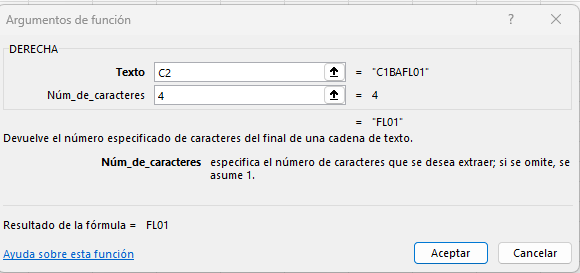 Argumentos de función ? ×
DERECHA
Texto C2 = "C1BAFL01"
Núm_de_caracteres 4 = 4
= "FL01"
Devuelve el número especificado de caracteres del final de una cadena de texto.
Núm_de_caracteres especifica el número de caracteres que se desea extraer; si se omite, se
asume 1.
Resultado de la fórmula = FL01
Ayuda sobre esta función Aceptar Cancelar